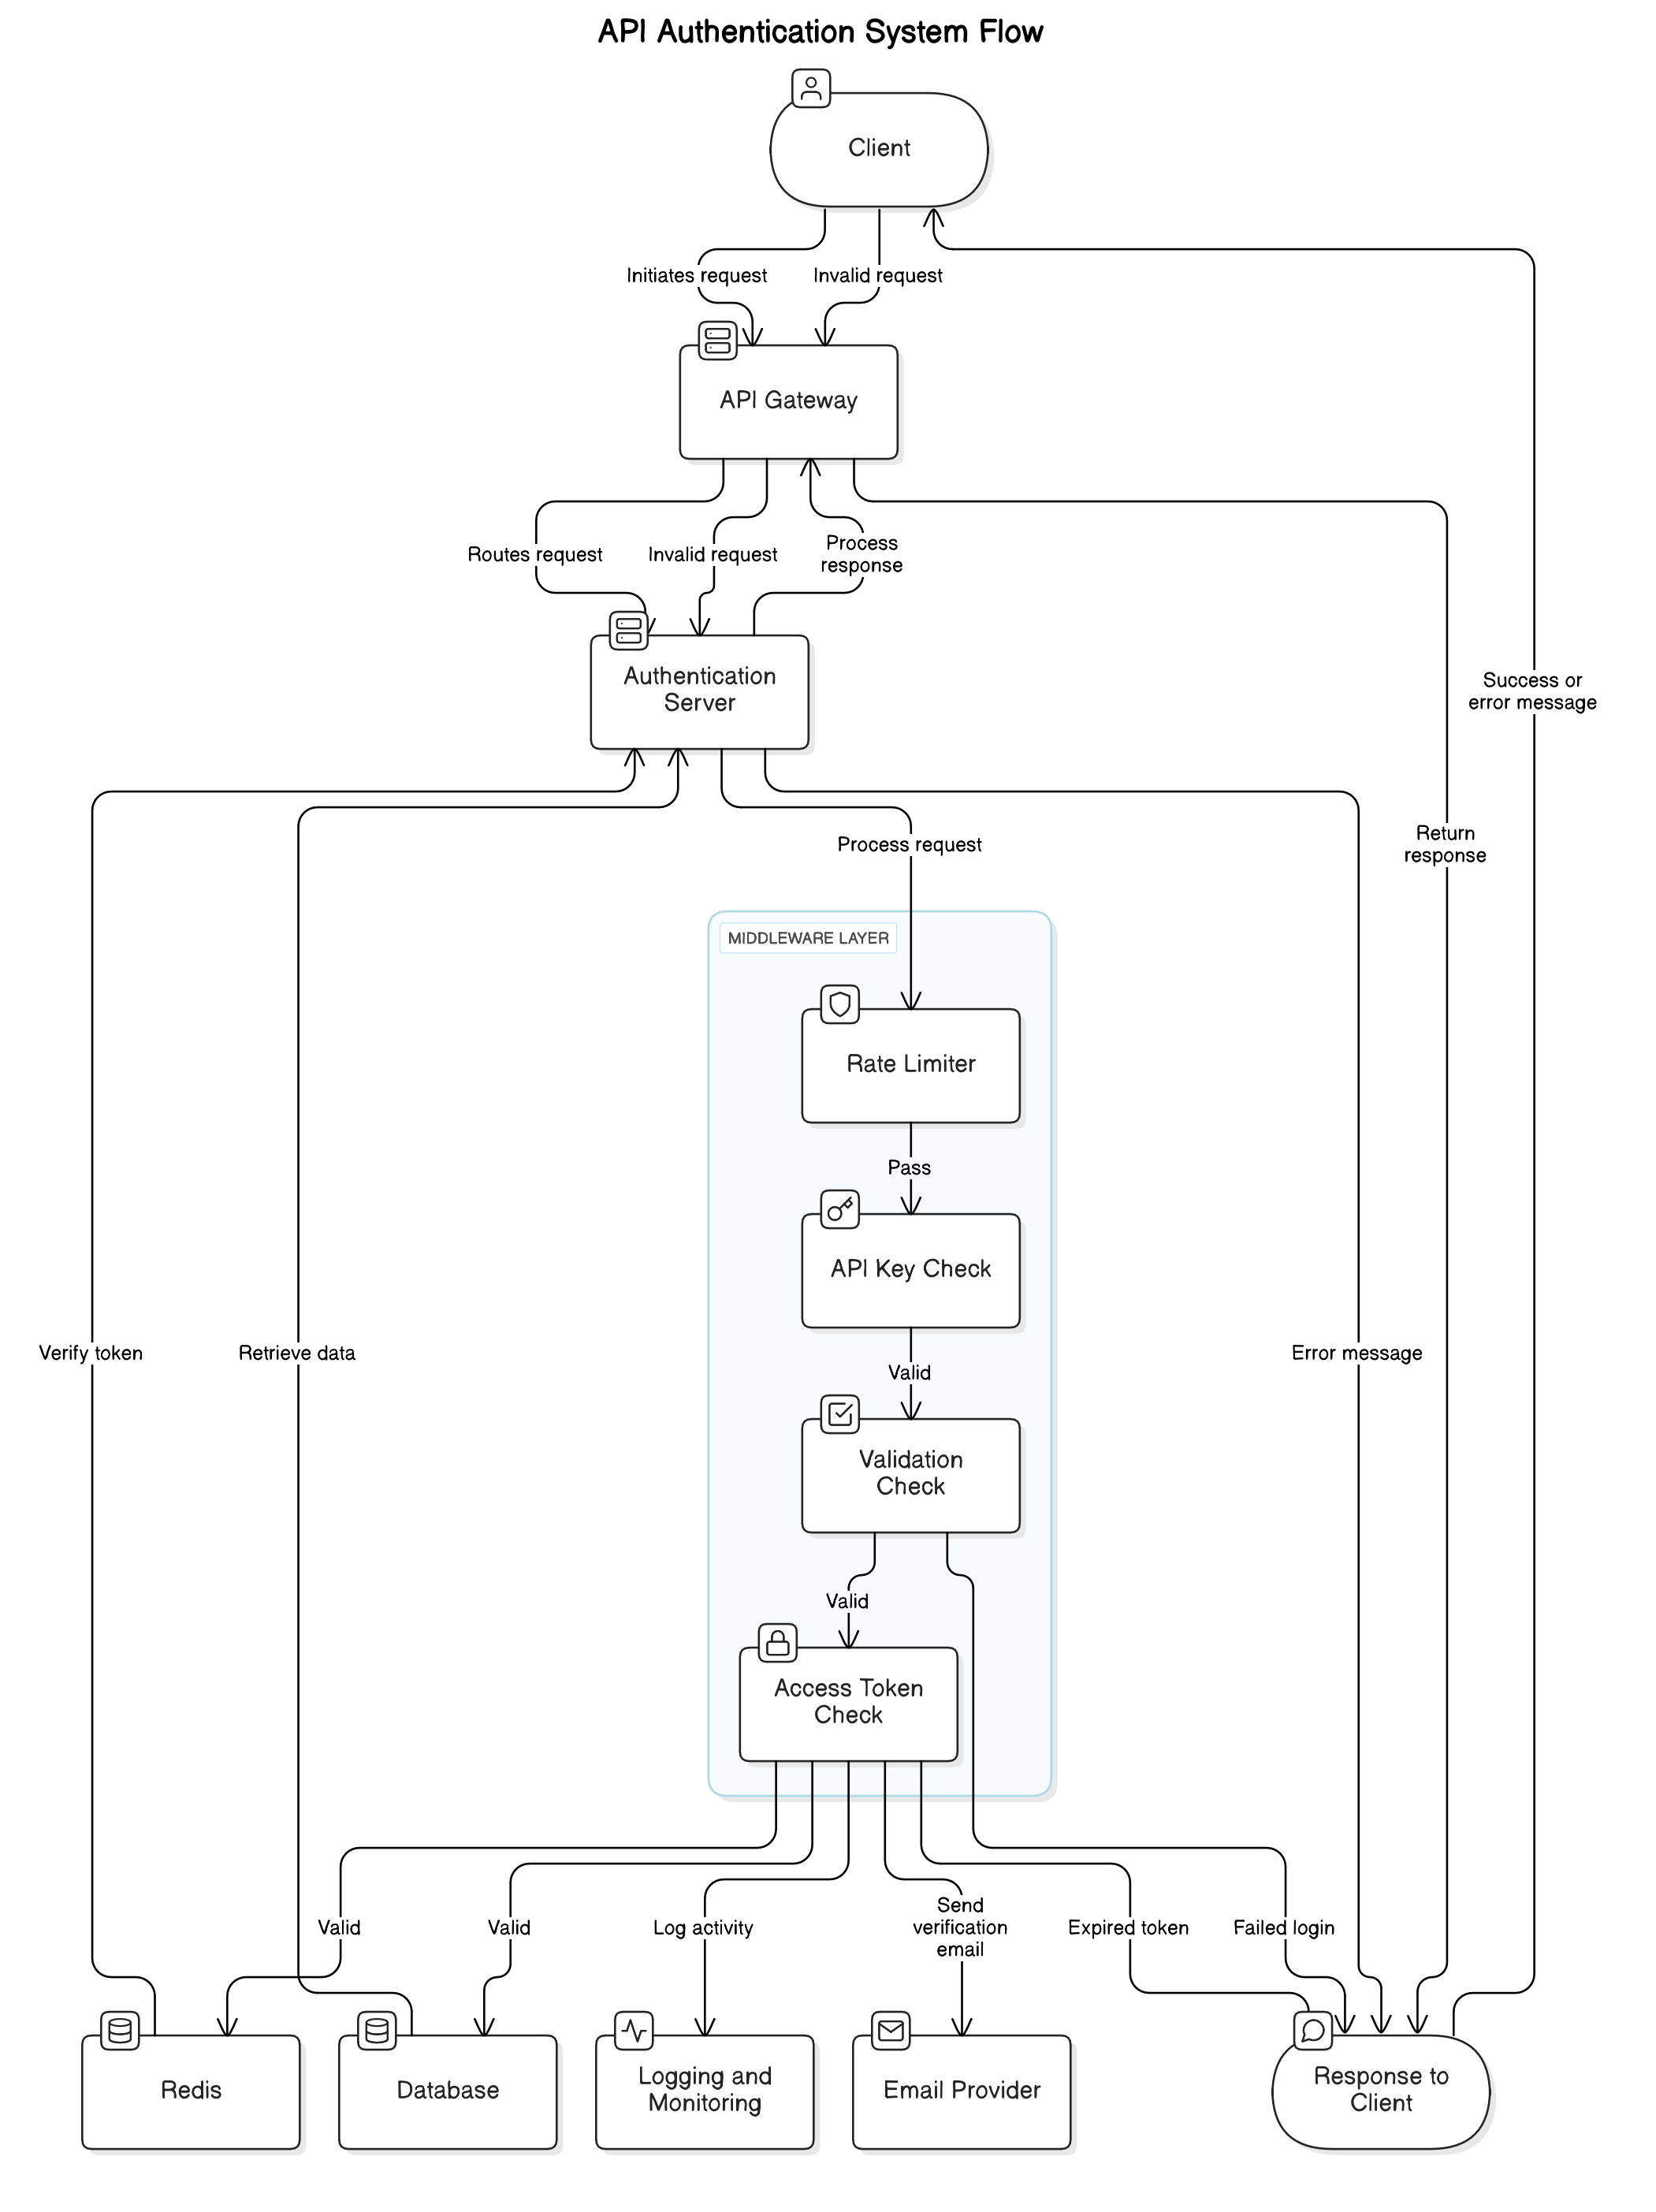 API Authentication System Flow
Client
Initiates request
Invalid request
API Gateway
Routes request
Invalid request
Process
response
Authentication
Server
Success or
error message
Process request
Return
response
MIDDLEWARE LAYER
Rate Limiter
Pass
API Key Check
Verify token
Retrieve data
Error message
Valid
Validation
Check
Valid
Access Token
Check
Valid
Valid
Log activity
Send
verification
email
Expired token
Failed login
Redis
Database
Logging and
Monitoring
Email Provider
Response to
Client